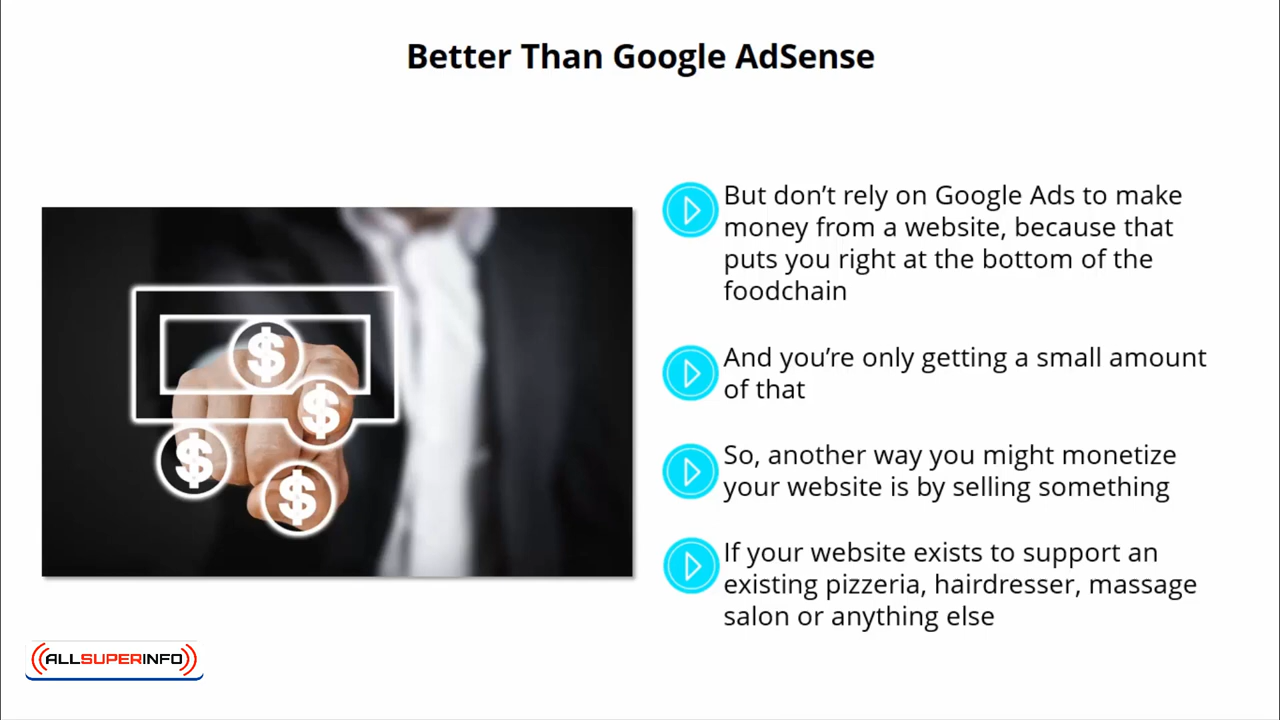 Better Than Google AdSense
But don’t rely on Google Ads to make
money from a website, because that
puts you right at the bottom of the
foodchain
And you’re only getting a small amount
of that
So, another way you might monetize
your website is by selling something
If your website exists to support an
existing pizzeria, hairdresser, massage
salon or anything else
$
$
$
$
ALLSUPERINFO